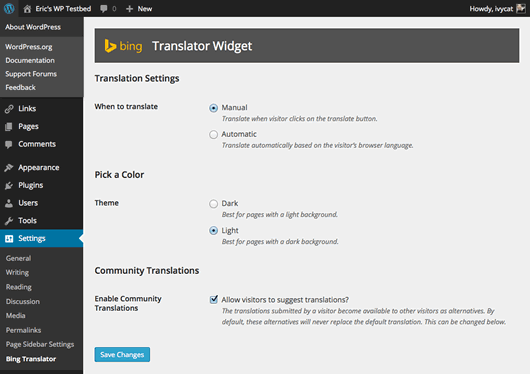 Eric's WP Testbed 0 + New Howdy, ivycat
About WordPress
WordPress.org
Documentation
Support Forums
Feedback
Links
Pages
Comments
Appearance
Plugins
Users
Tools
Settings
General
Writing
Reading
Discussion
Media
Permalinks
Page Sidebar Settings
Bing Translator
bing Translator Widget
Translation Settings
When to translate
Manual
Translate when visitor clicks on the translate button.
Automatic
Translate automatically based on the visitor's browser language.
Pick a Color
Theme
Dark
Best for pages with a light background.
Light
Best for pages with a dark background.
Community Translations
Enable Community
Translations
Allow visitors to suggest translations?
The translations submitted by a visitor become available to other visitors as alternatives. By
default, these alternatives will never replace the default translation. This can be changed below.
Save Changes